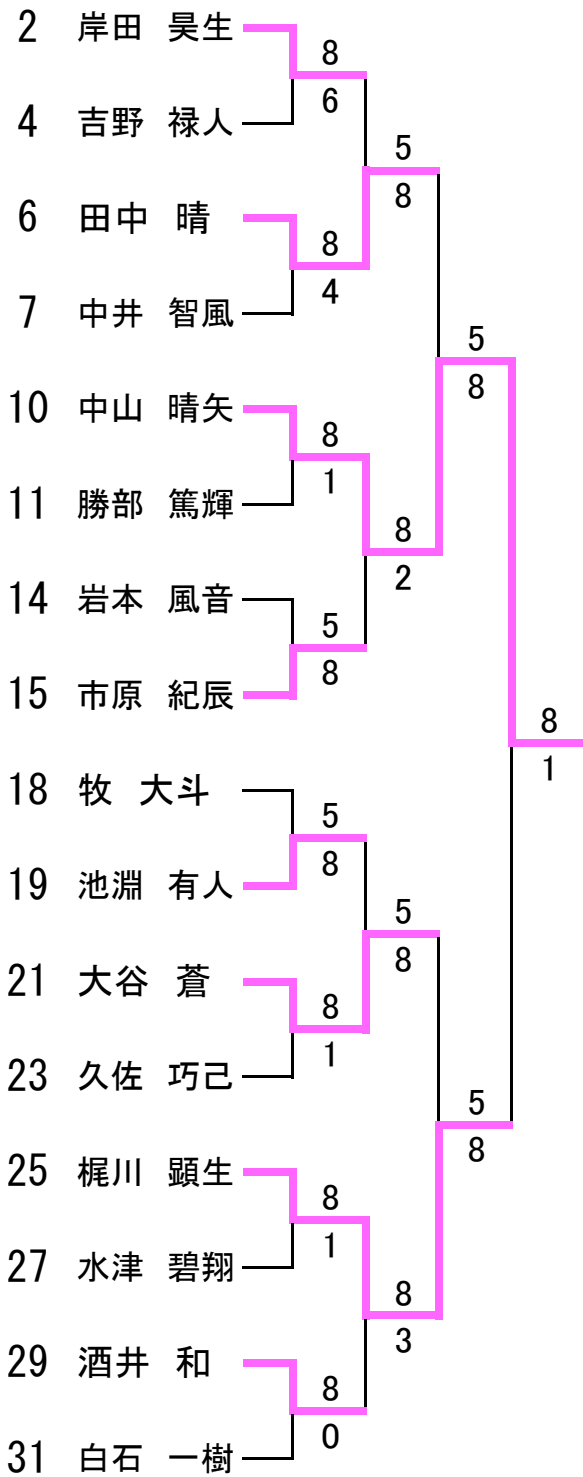 2 岸田 昊生
8
6
4 吉野 禄人
5
8
6 田中 晴
8
4
7 中井 智風
5
8
10 中山 晴矢
8
1
11 勝部 篤輝
8
2
14 岩本 風音
5
8
15 市原 紀辰
8
1
18 牧 大斗
5
8
19 池淵 有人
5
8
21 大谷 蒼
8
1
23 久佐 巧己
5
8
25 梶川 顕生
8
1
27 水津 碧翔
8
3
29 酒井 和
8
0
31 白石 一樹